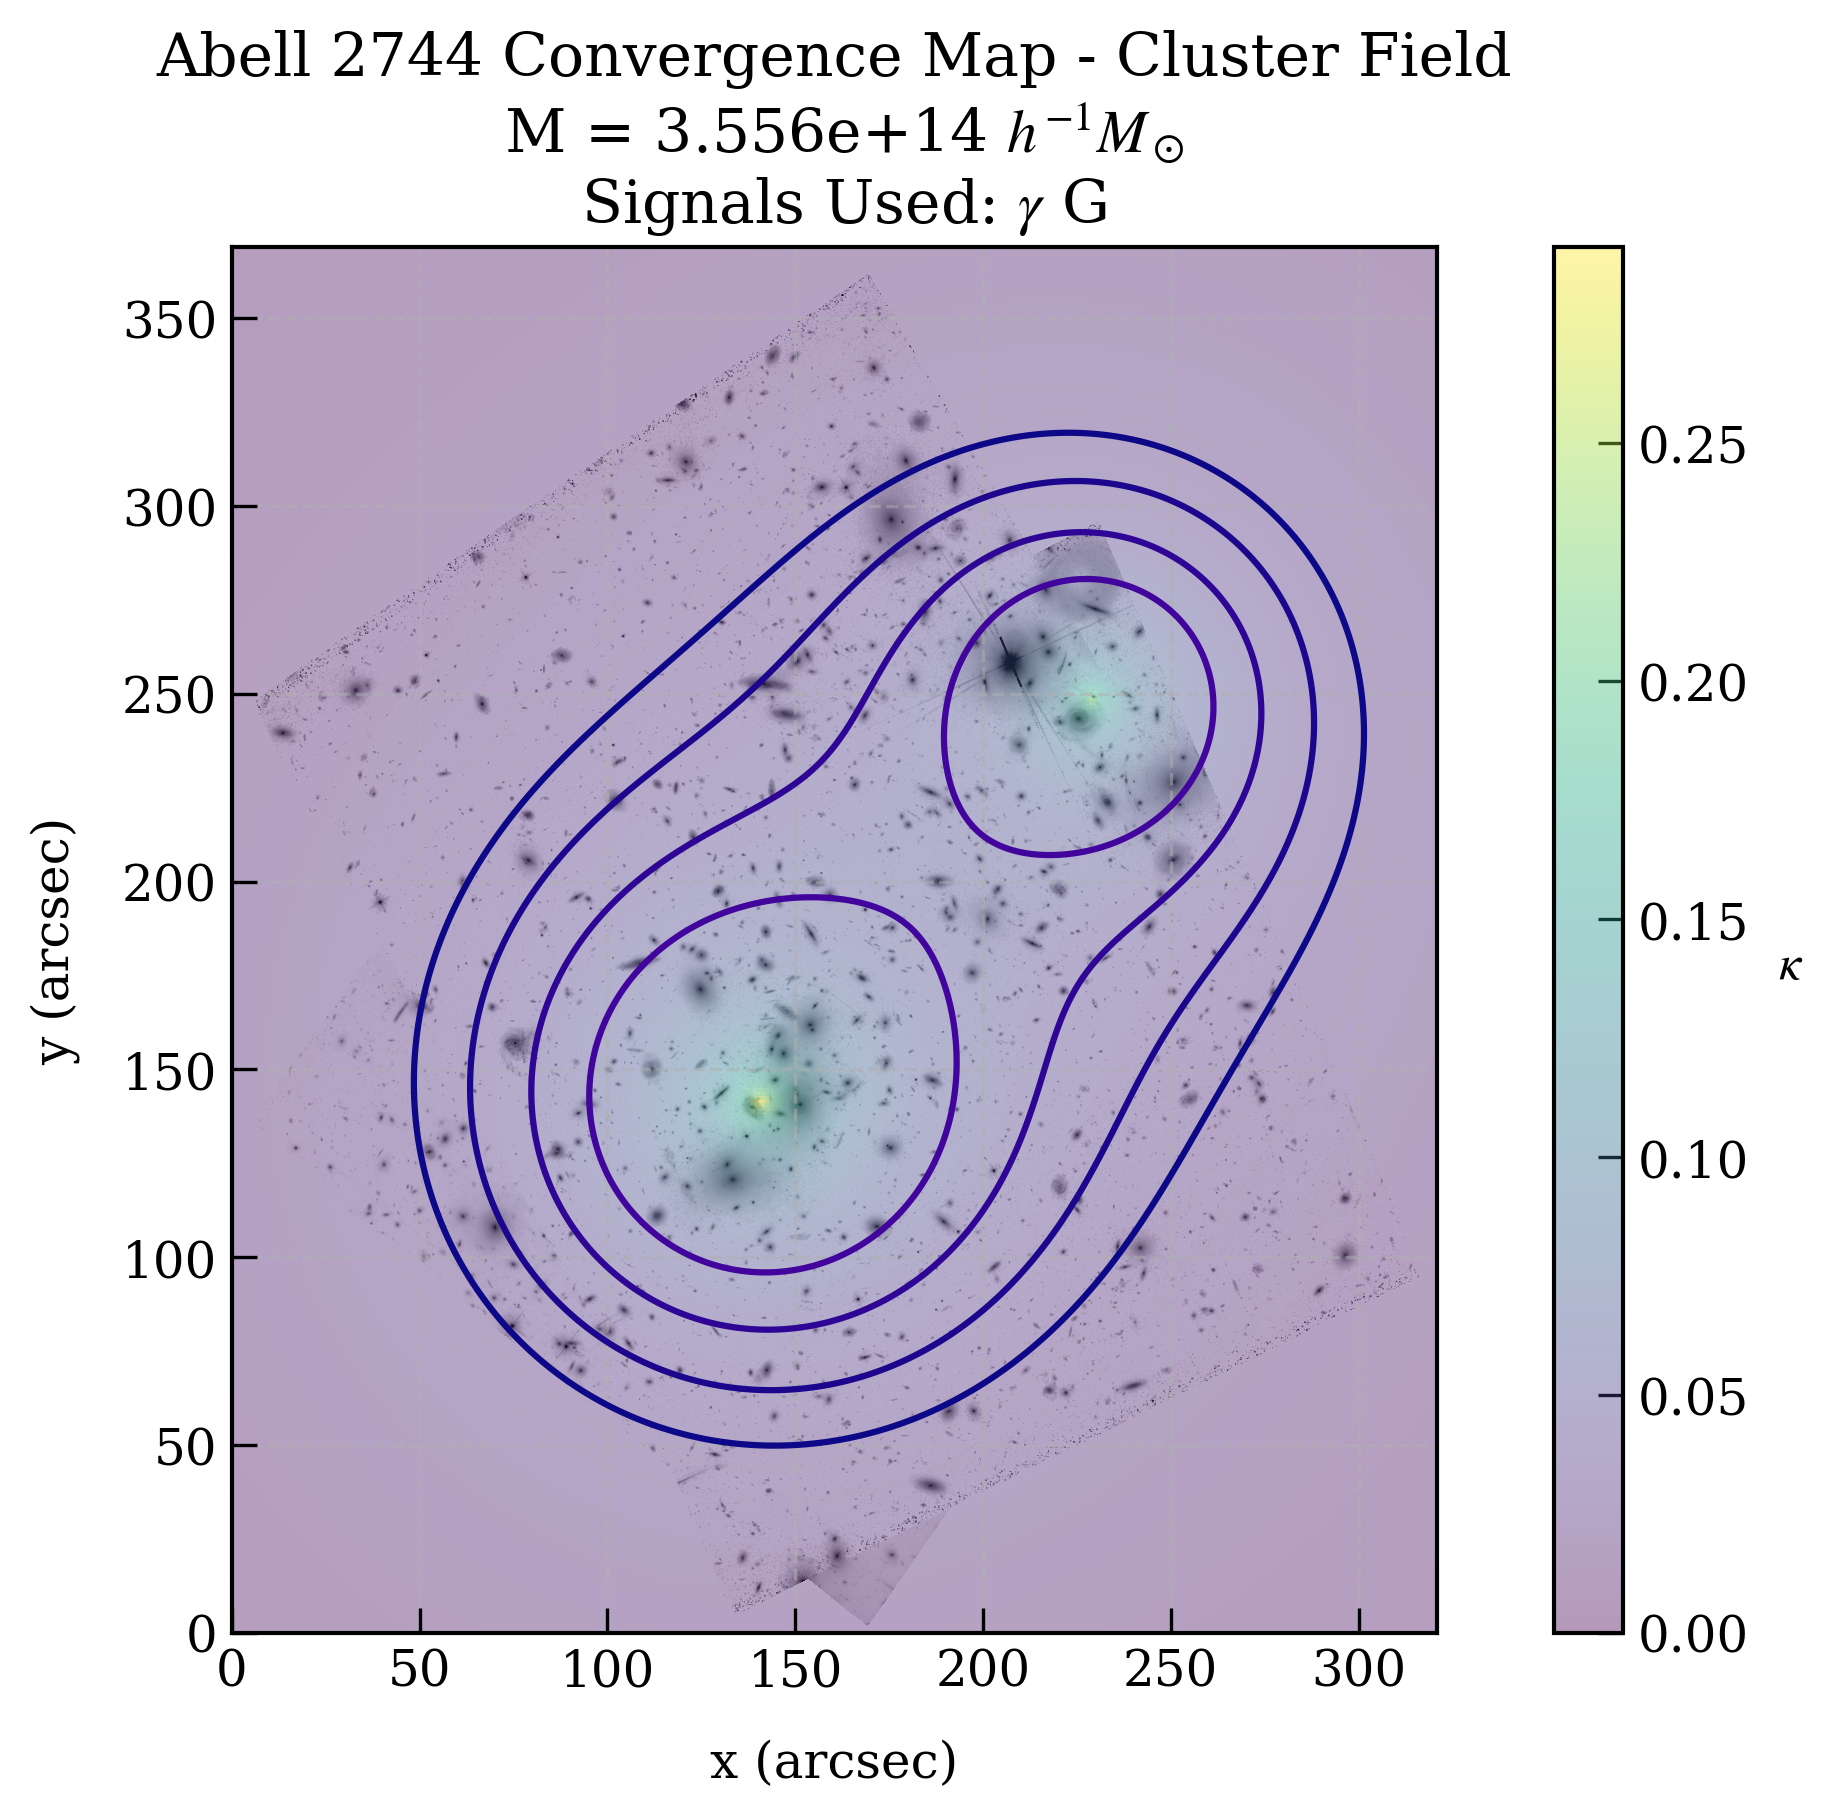 Abell 2744 Convergence Map - Cluster Field
M = 3.556e+14 h⁻¹M⊙
Signals Used: γ G
350
300
250
200
150
100
50
0
y (arcsec)
0 50 100 150 200 250 300
x (arcsec)
0.25
0.20
0.15
0.10
0.05
0.00
κ